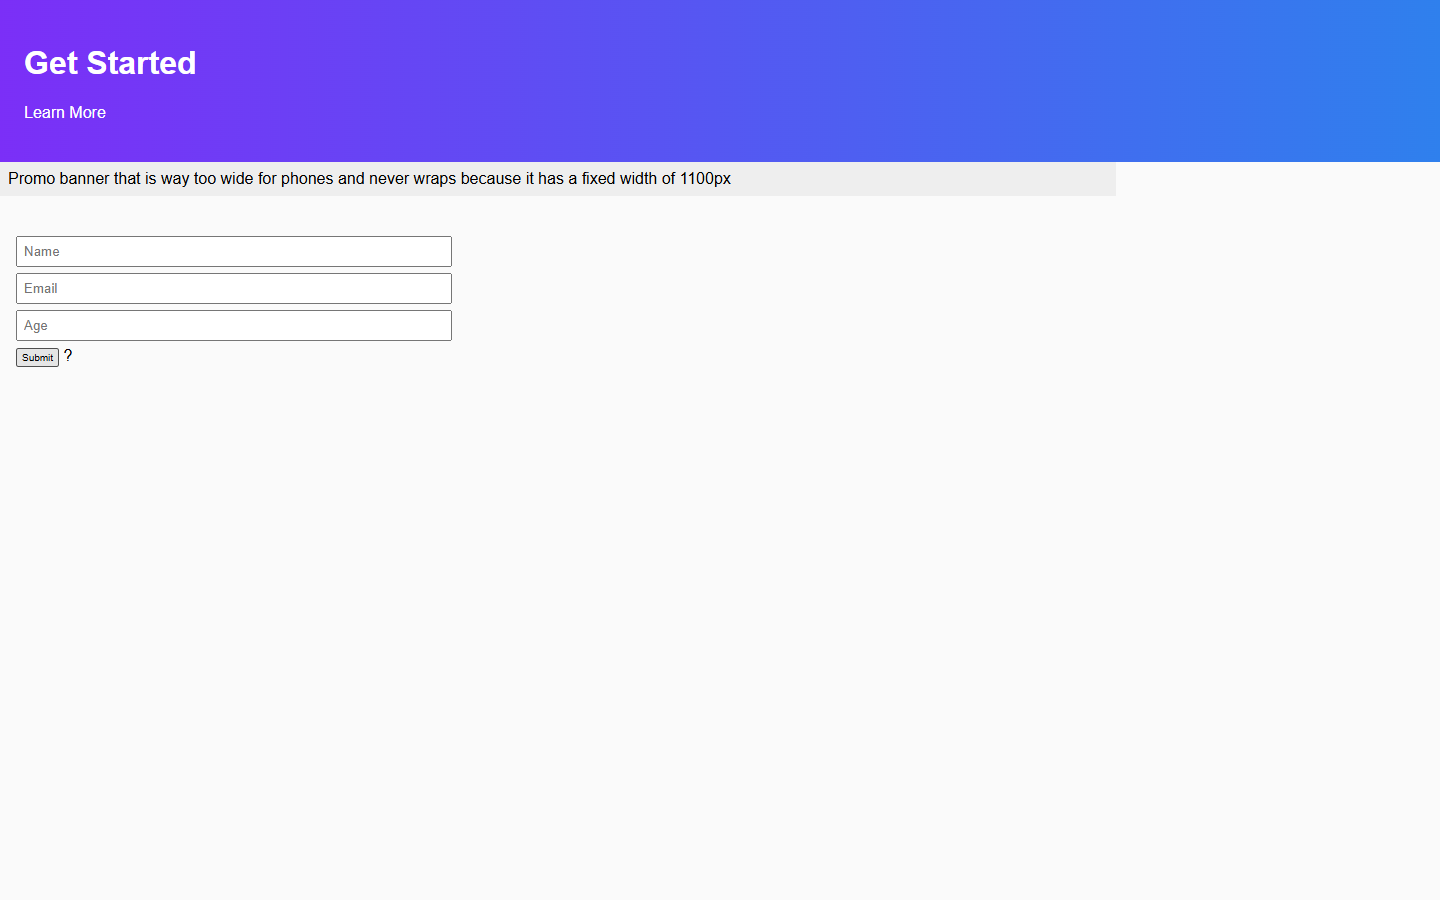 Get Started
Learn More
Promo banner that is way too wide for phones and never wraps because it has a fixed width of 1100px
Name
Email
Age
Submit ?